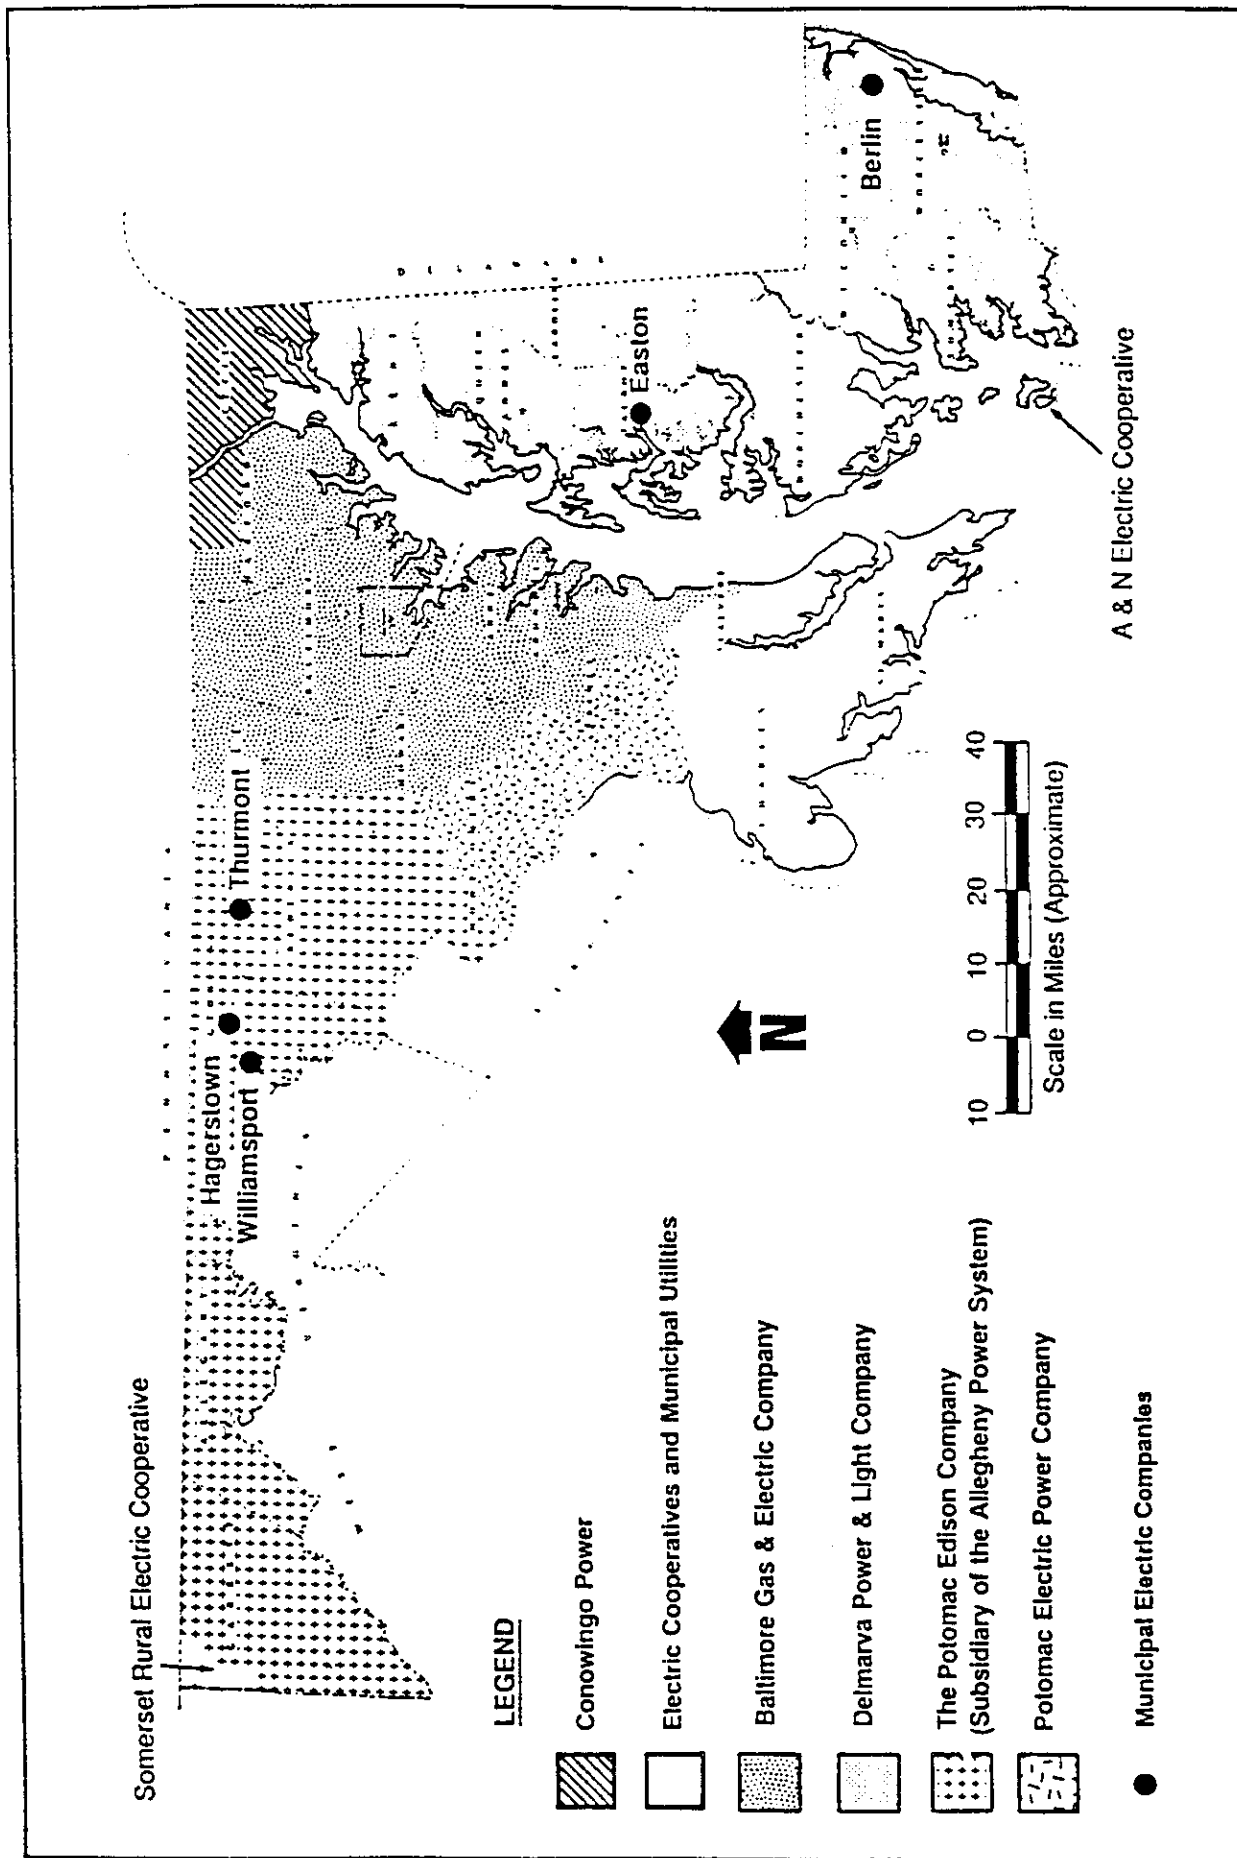 Somerset Rural Electric Cooperative
PENNSYLVANIA
Hagerstown
Williamsport
Thurmont
DELAWARE
Easton
Berlin
A & N Electric Cooperative
N
LEGEND
Conowingo Power
Electric Cooperatives and Municipal Utilities
Baltimore Gas & Electric Company
Delmarva Power & Light Company
The Potomac Edison Company
(Subsidiary of the Allegheny Power System)
Potomac Electric Power Company
Municipal Electric Companies
10 0 10 20 30 40
Scale in Miles (Approximate)